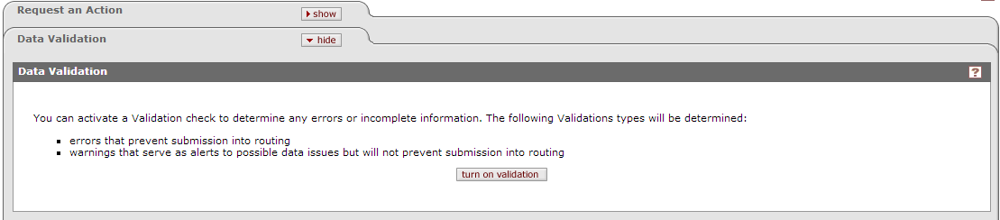 Request an Action show
Data Validation hide
Data Validation ?
You can activate a Validation check to determine any errors or incomplete information. The following Validations types will be determined:
errors that prevent submission into routing
warnings that serve as alerts to possible data issues but will not prevent submission into routing
turn on validation